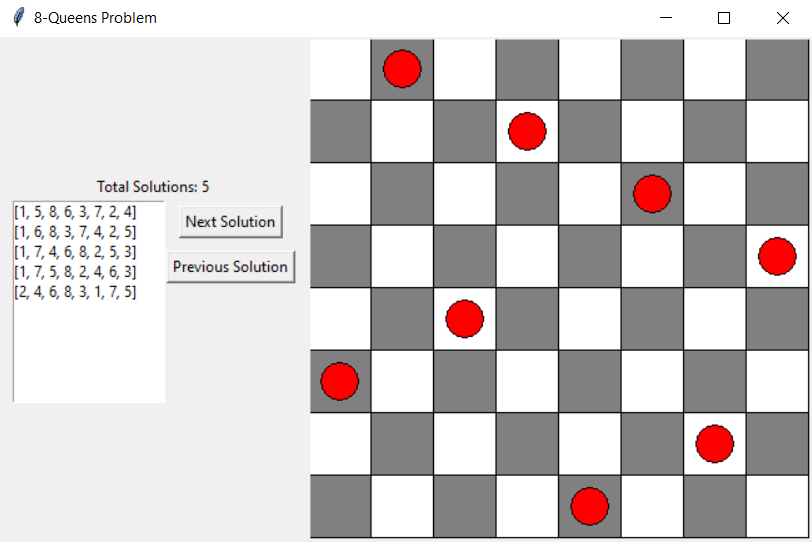 8-Queens Problem
Total Solutions: 5
[1, 5, 8, 6, 3, 7, 2, 4]
[1, 6, 8, 3, 7, 4, 2, 5]
[1, 7, 4, 6, 8, 2, 5, 3]
[1, 7, 5, 8, 2, 4, 6, 3]
[2, 4, 6, 8, 3, 1, 7, 5]
Next Solution
Previous Solution